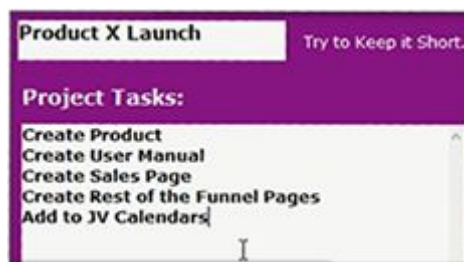 Product X Launch
Try to Keep it Short.
Project Tasks:
Create Product
Create User Manual
Create Sales Page
Create Rest of the Funnel Pages
Add to JV Calendars